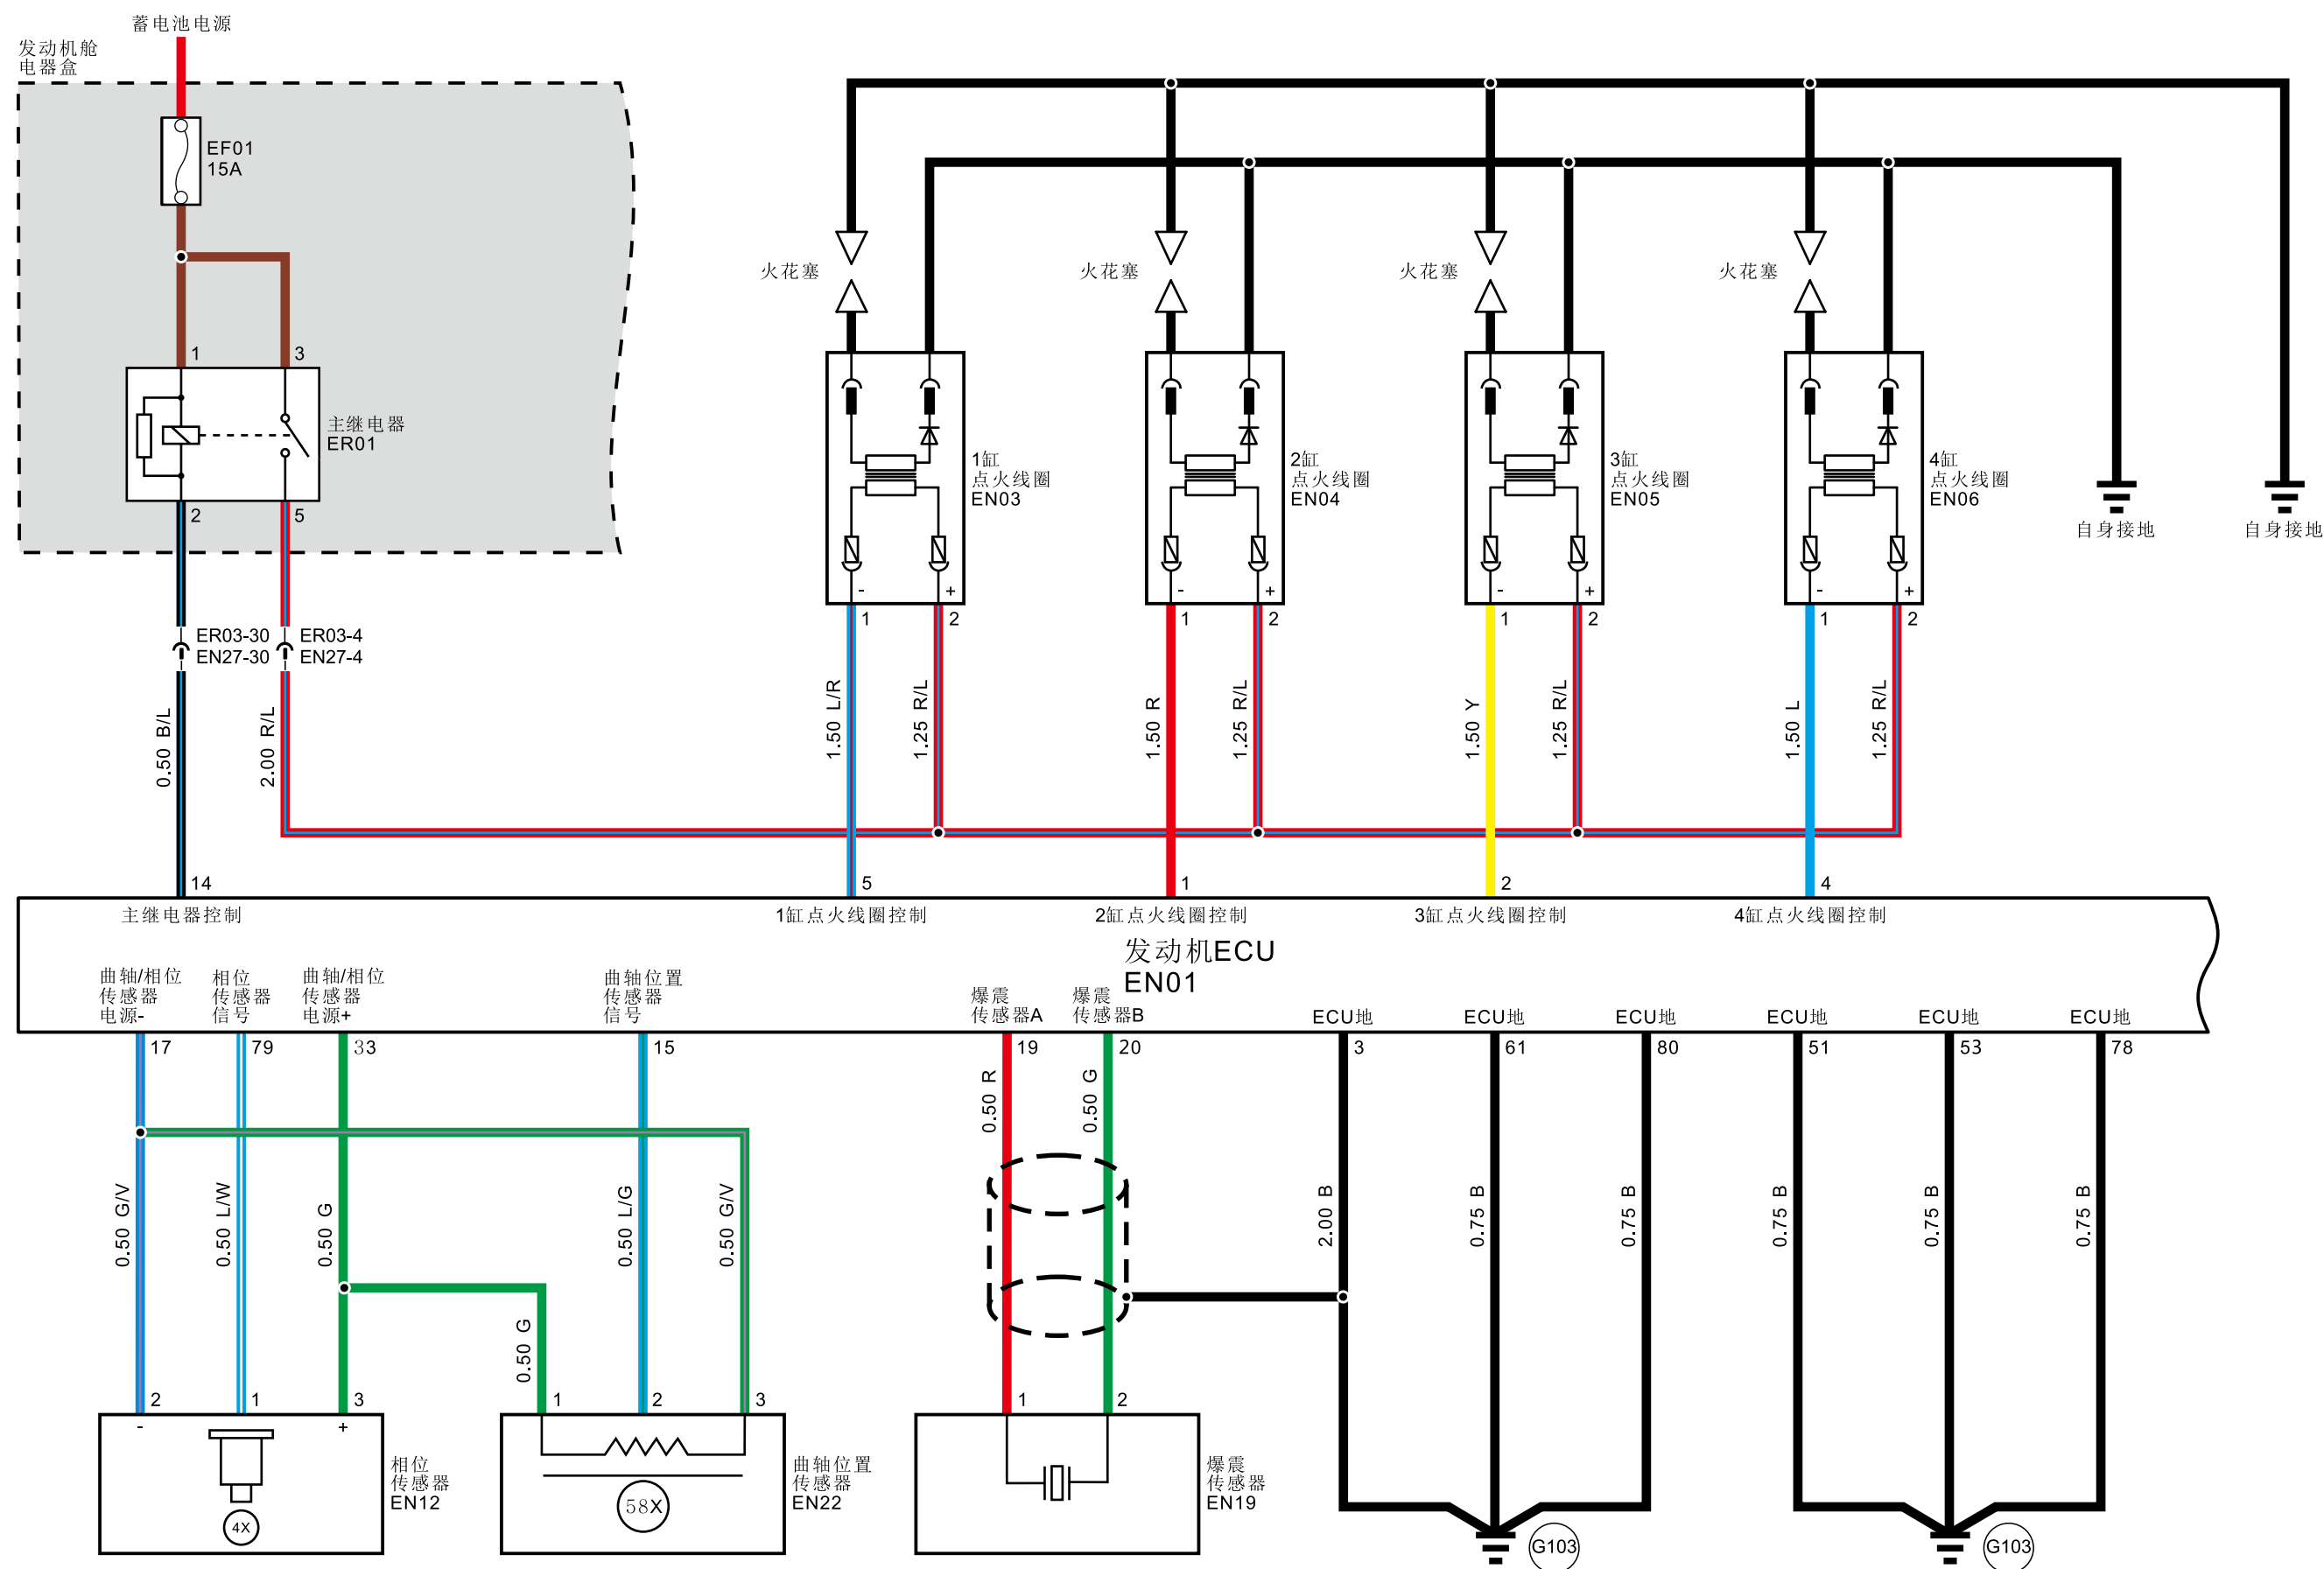 蓄电池电源
发动机舱
电器盒
EF01
15A
1
3
主继电器
ER01
2
5
ER03-30
EN27-30
ER03-4
EN27-4
0.50 B/L
2.00 R/L
火花塞
火花塞
火花塞
火花塞
1缸
点火线圈
EN03
2缸
点火线圈
EN04
3缸
点火线圈
EN05
4缸
点火线圈
EN06
自身接地
自身接地
- +
- +
- +
- +
1 2
1 2
1 2
1 2
1.50 L/R
1.25 R/L
1.50 R
1.25 R/L
1.50 Y
1.25 R/L
1.50 L
1.25 R/L
14
5
1
2
4
主继电器控制
1缸点火线圈控制
2缸点火线圈控制
3缸点火线圈控制
4缸点火线圈控制
发动机ECU
EN01
曲轴/相位
传感器
电源-
相位
传感器
信号
曲轴/相位
传感器
电源+
曲轴位置
传感器
信号
爆震
传感器A
爆震
传感器B
ECU地
ECU地
ECU地
ECU地
ECU地
ECU地
17
79
33
15
19
20
3
61
80
51
53
78
0.50 R
0.50 G
0.50 G/V
0.50 L/W
0.50 G
0.50 L/G
0.50 G/V
2.00 B
0.75 B
0.75 B
0.75 B
0.75 B
0.75 B
0.50 G
2
1
3
1
2
3
1
2
- +
相位
传感器
EN12
4X
58X
曲轴位置
传感器
EN22
爆震
传感器
EN19
G103
G103